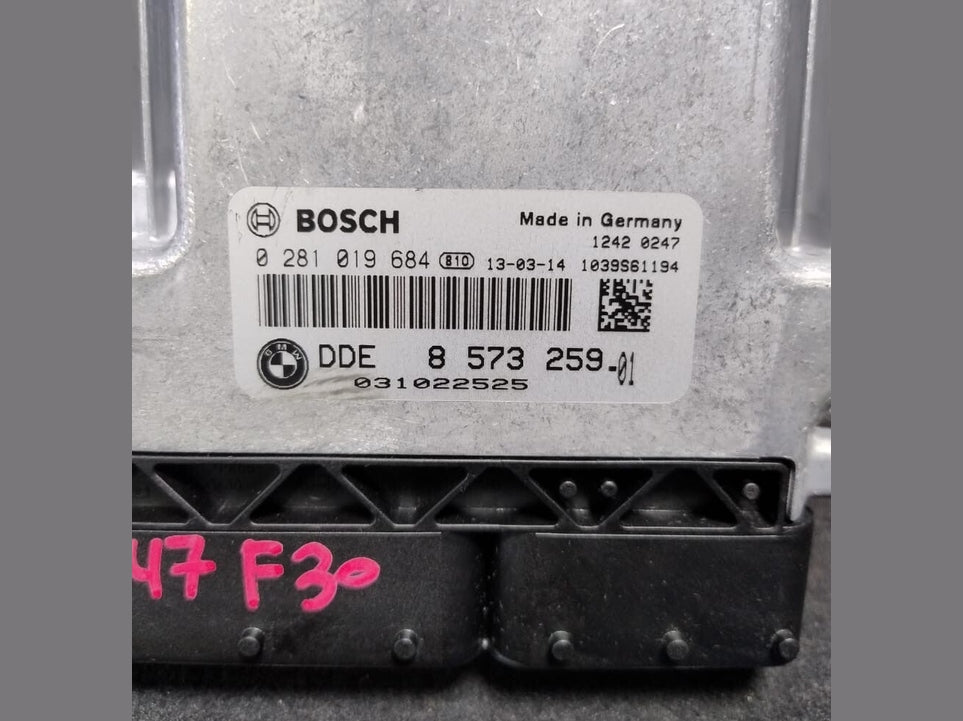 BOSCH
Made in Germany
1242 0247
0 281 019 684 810 13-03-14 1039S61194
BMW DDE 8 573 259-01
031022525
47 F30